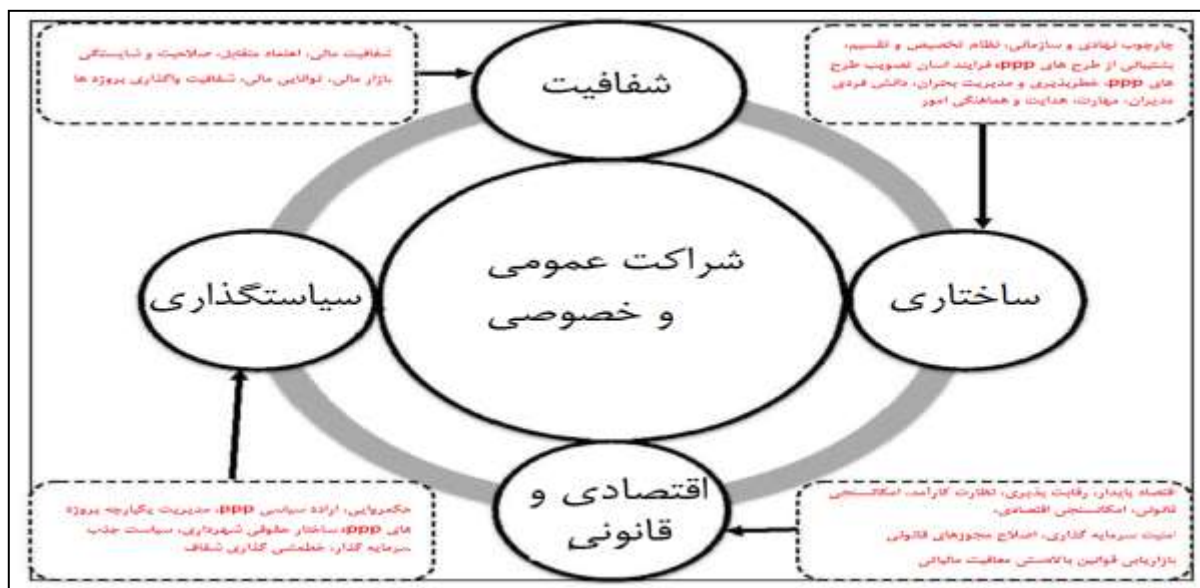 چارچوب نهادی و سازمانی، نظام تخصیص و تقسیم،
پشتیبانی از طرح های ppp، فرایند آسان تصویب طرح
های ppp، خطرپذیری و مدیریت بحران، دانش فردی
مدیران، مهارت، هدایت و هماهنگی امور
شفافیت مالی، اعتماد متقابل، صلاحیت و شایستگی
بازار مالی، توانایی مالی، شفافیت واگذاری پروژه ها
شفافیت
ساختاری
شراکت عمومی
و خصوصی
سیاستگذاری
اقتصادی و
قانونی
اقتصاد پایدار، رقابت پذیری، نظارت کارآمد، امکانسنجی
قانونی، امکانسنجی اقتصادی،
امنیت سرمایه گذاری، اصلاح مجوزهای قانونی
بازاریابی قوانین بالادستی معافیت مالیاتی
حکمروایی، اراده سیاسی ppp، مدیریت یکپارچه پروژه
های ppp، ساختار حقوقی شهرداری، سیاست جذب
سرمایه گذار، خطمشی گذاری شفاف